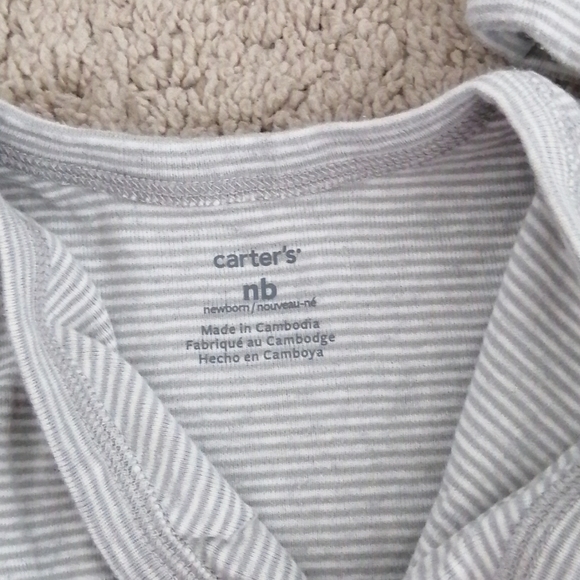 carter's
nb
newborn/nouveau-né
Made in Cambodia
Fabriqué au Cambodge
Hecho en Camboya